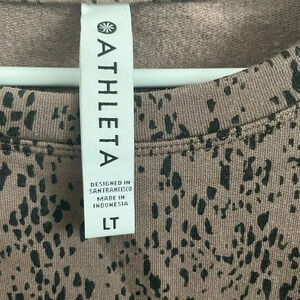 ATHLETA
DESIGNED IN
SAN FRANCISCO
MADE IN
INDONESIA
LT